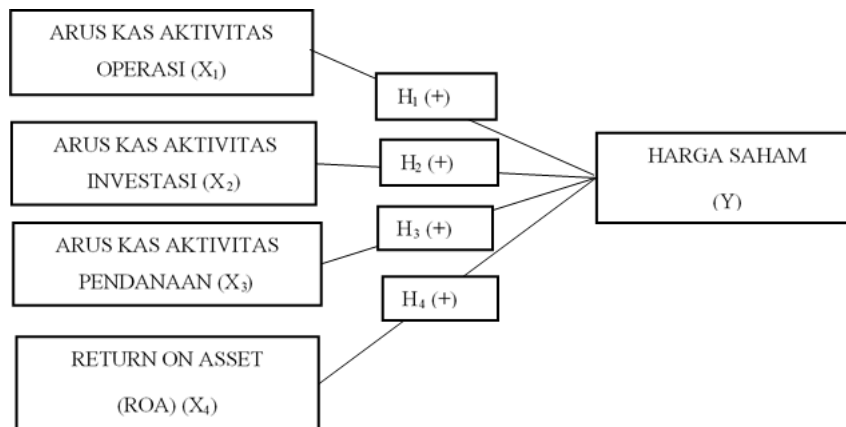 ARUS KAS AKTIVITAS
OPERASI (X₁)
H₁ (+)
ARUS KAS AKTIVITAS
INVESTASI (X₂)
H₂ (+)
HARGA SAHAM
(Y)
ARUS KAS AKTIVITAS
PENDANAAN (X₃)
H₃ (+)
H₄ (+)
RETURN ON ASSET
(ROA) (X₄)